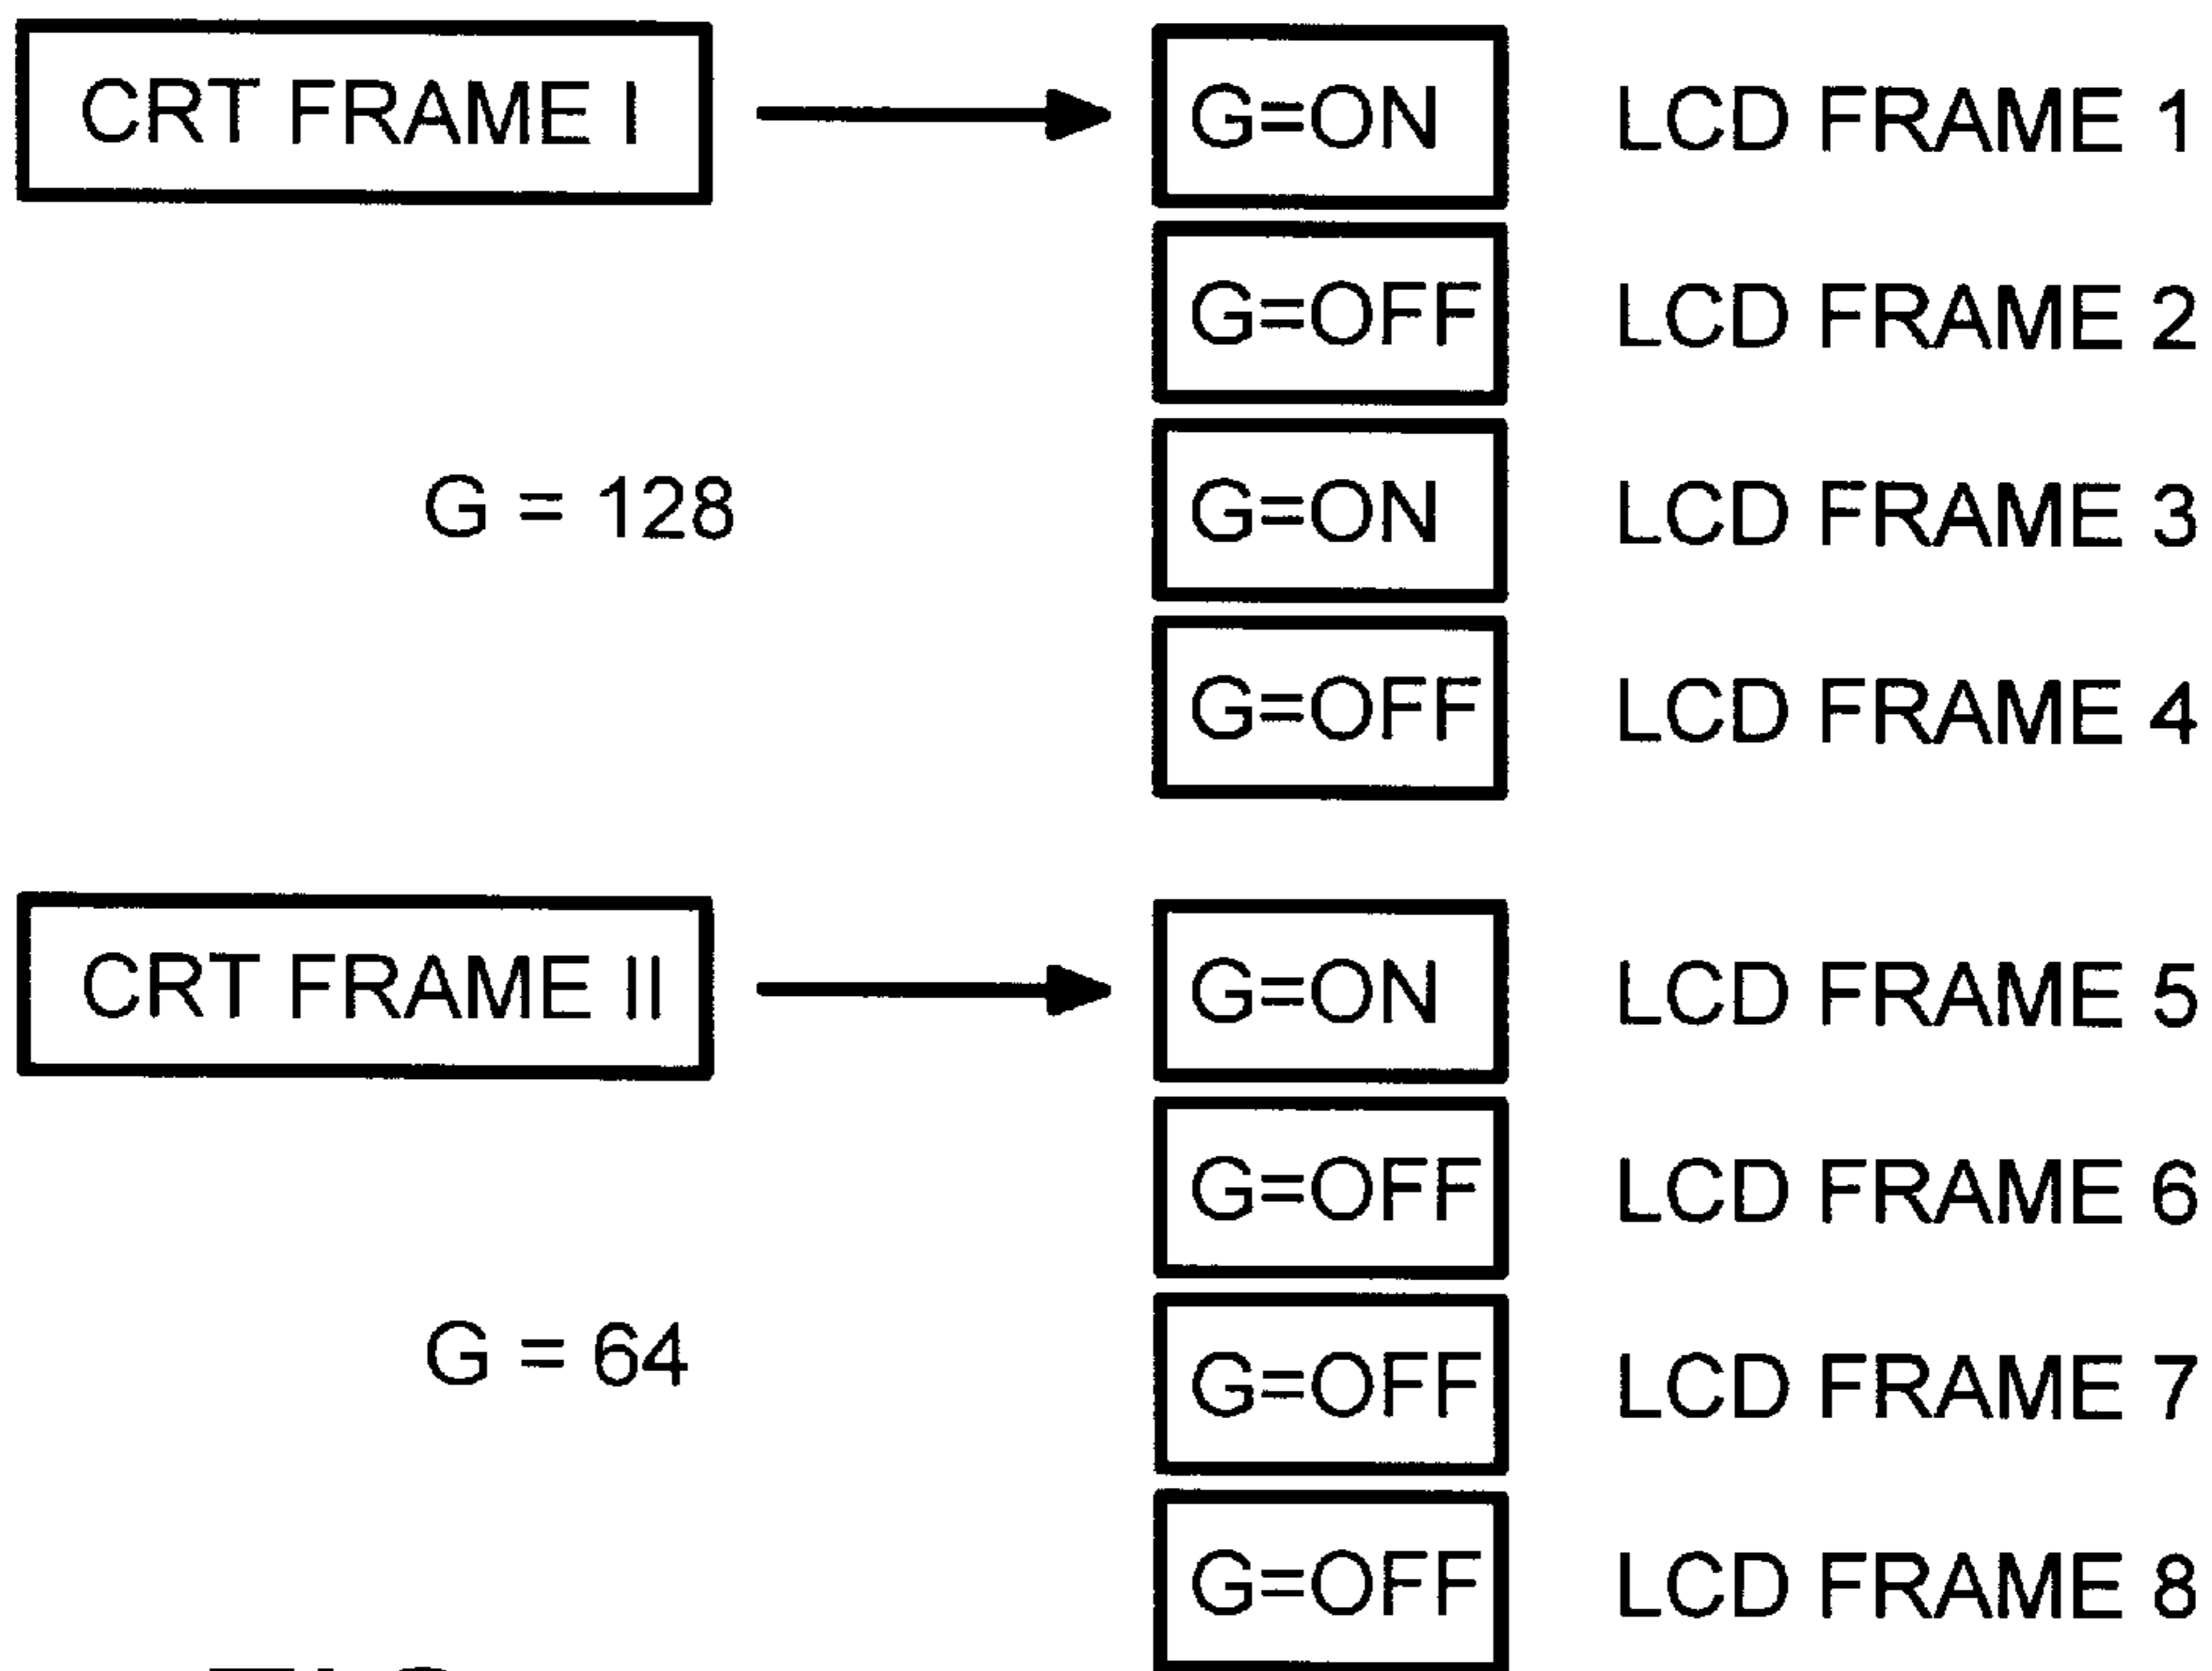 CRT FRAME I
G=ON LCD FRAME 1
G=OFF LCD FRAME 2
G = 128
G=ON LCD FRAME 3
G=OFF LCD FRAME 4
CRT FRAME II
G=ON LCD FRAME 5
G=OFF LCD FRAME 6
G = 64
G=OFF LCD FRAME 7
G=OFF LCD FRAME 8